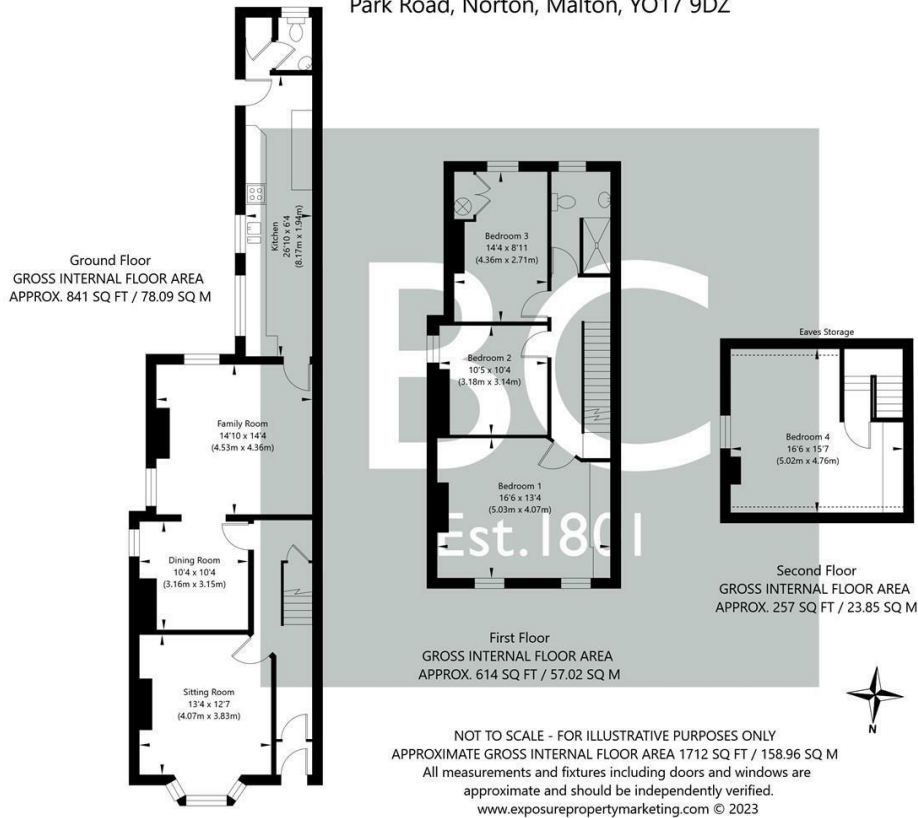 Park Road, Norton, Malton, YO17 9DZ
Ground Floor
GROSS INTERNAL FLOOR AREA
APPROX. 841 SQ FT / 78.09 SQ M
Kitchen
26'10 x 6'4
(8.17m x 1.94m)
Family Room
14'10 x 14'4
(4.53m x 4.36m)
Dining Room
10'4 x 10'4
(3.16m x 3.15m)
Sitting Room
13'4 x 12'7
(4.07m x 3.83m)
BC
Est.1801
Bedroom 3
14'4 x 8'11
(4.36m x 2.71m)
Bedroom 2
10'5 x 10'4
(3.18m x 3.14m)
Bedroom 1
16'6 x 13'4
(5.03m x 4.07m)
First Floor
GROSS INTERNAL FLOOR AREA
APPROX. 614 SQ FT / 57.02 SQ M
Eaves Storage
Bedroom 4
16'6 x 15'7
(5.02m x 4.76m)
Second Floor
GROSS INTERNAL FLOOR AREA
APPROX. 257 SQ FT / 23.85 SQ M
N
NOT TO SCALE - FOR ILLUSTRATIVE PURPOSES ONLY
APPROXIMATE GROSS INTERNAL FLOOR AREA 1712 SQ FT / 158.96 SQ M
All measurements and fixtures including doors and windows are
approximate and should be independently verified.
www.exposurepropertymarketing.com © 2023